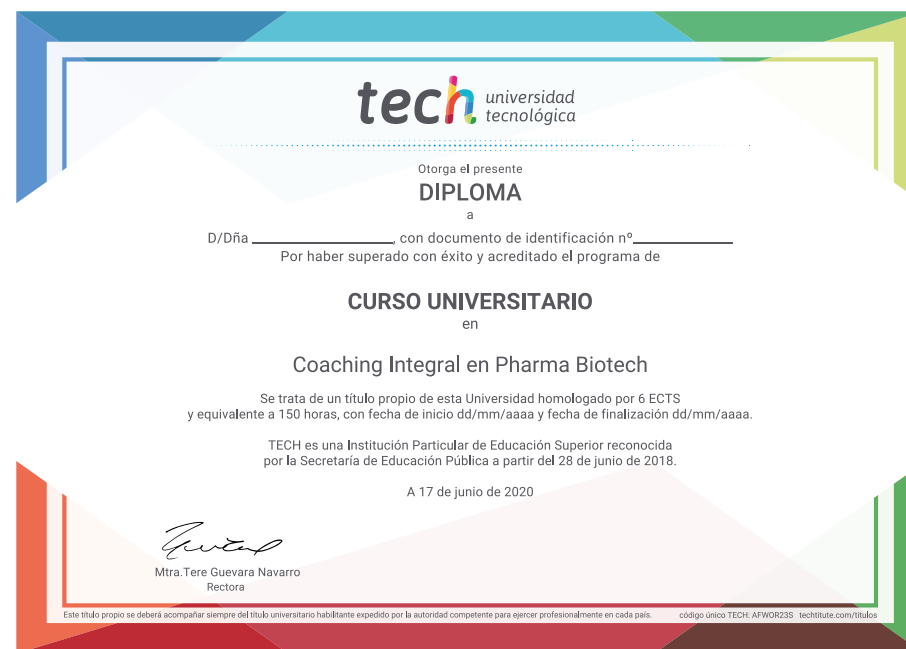 tech universidad
tecnológica
Otorga el presente
DIPLOMA
a
D/Dña ____________________, con documento de identificación nº______________
Por haber superado con éxito y acreditado el programa de
CURSO UNIVERSITARIO
en
Coaching Integral en Pharma Biotech
Se trata de un título propio de esta Universidad homologado por 6 ECTS
y equivalente a 150 horas, con fecha de inicio dd/mm/aaaa y fecha de finalización dd/mm/aaaa.
TECH es una Institución Particular de Educación Superior reconocida
por la Secretaría de Educación Pública a partir del 28 de junio de 2018.
A 17 de junio de 2020
Mtra.Tere Guevara Navarro
Rectora
Este título propio se deberá acompañar siempre del título universitario habilitante expedido por la autoridad competente para ejercer profesionalmente en cada país. código único TECH: AFWOR23S techtitute.com/titulos